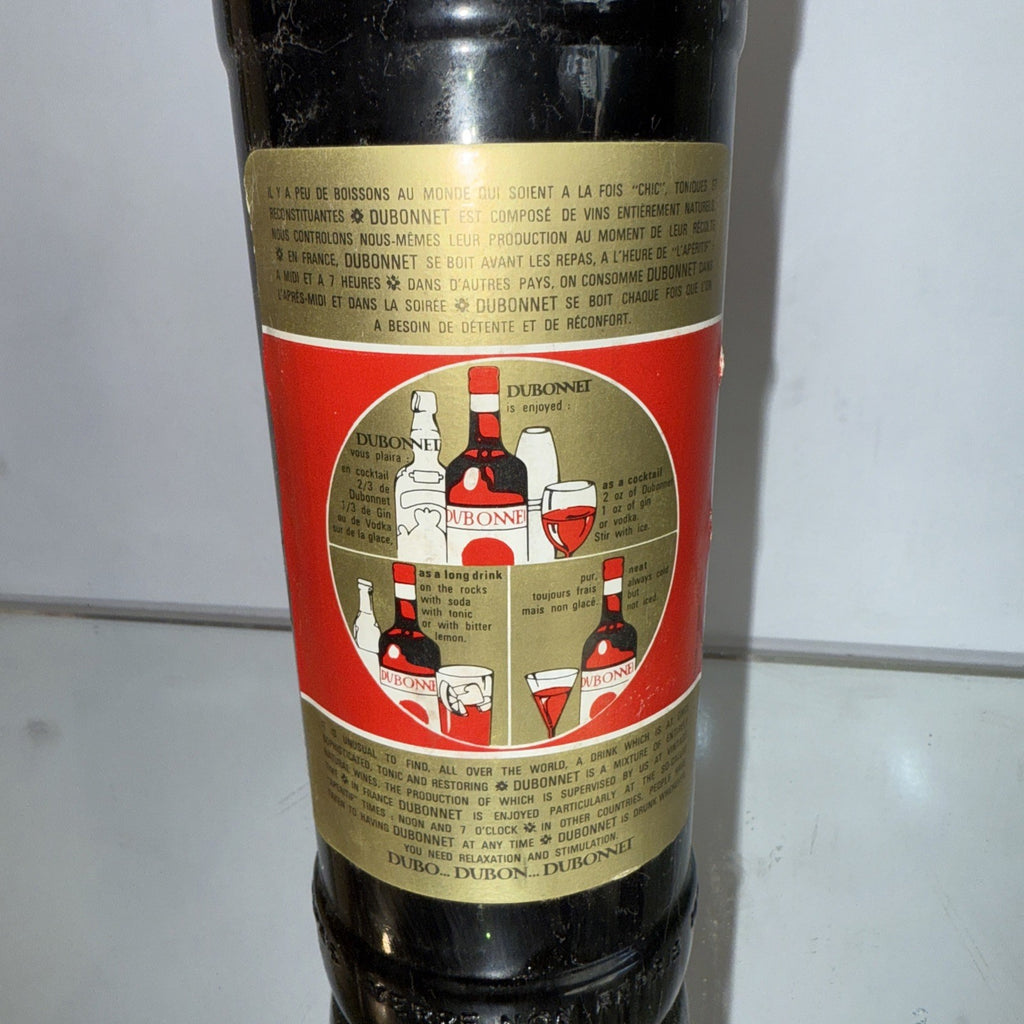 IL Y A PEU DE BOISSONS AU MONDE QUI SOIENT A LA FOIS "CHIC", TONIQUES ET
RECONSTITUANTES ❉ DUBONNET EST COMPOSÉ DE VINS ENTIÈREMENT NATURELS.
NOUS CONTROLONS NOUS-MÊMES LEUR PRODUCTION AU MOMENT DE LEUR RÉCOLTE
❉ EN FRANCE, DUBONNET SE BOIT AVANT LES REPAS, A L'HEURE DE "L'APERITIF" :
A MIDI ET A 7 HEURES ❉ DANS D'AUTRES PAYS, ON CONSOMME DUBONNET DANS
L'APRÈS-MIDI ET DANS LA SOIRÉE ❉ DUBONNET SE BOIT CHAQUE FOIS QUE L'ON
A BESOIN DE DÉTENTE ET DE RÉCONFORT.
DUBONNET
is enjoyed :
DUBONNET
vous plaira :
en cocktail
2/3 de
Dubonnet
1/3 de Gin
ou de Vodka
sur de la glace.
as a cocktail
2 oz of Dubonnet
1 oz of gin
or vodka.
Stir with ice.
DUBONNET
as a long drink
on the rocks
with soda
with tonic
or with bitter
lemon.
DUBONNET
pur,
toujours frais
mais non glacé.
neat
always cold
but
not iced.
DUBONNET
IS UNUSUAL TO FIND, ALL OVER THE WORLD, A DRINK WHICH IS AT
SOPHISTICATED, TONIC AND RESTORING ❉ DUBONNET IS A MIXTURE OF ENTIRELY
NATURAL WINES, THE PRODUCTION OF WHICH IS SUPERVISED BY US AT VINTAGE
TIME ❉ IN FRANCE DUBONNET IS ENJOYED PARTICULARLY AT THE SO-CALLED
"APERITIF" TIMES : NOON AND 7 O'CLOCK ❉ IN OTHER COUNTRIES, PEOPLE
TAKEN TO HAVING DUBONNET AT ANY TIME ❉ DUBONNET IS DRUNK WHENEVER
YOU NEED RELAXATION AND STIMULATION.
DUBO... DUBON... DUBONNET